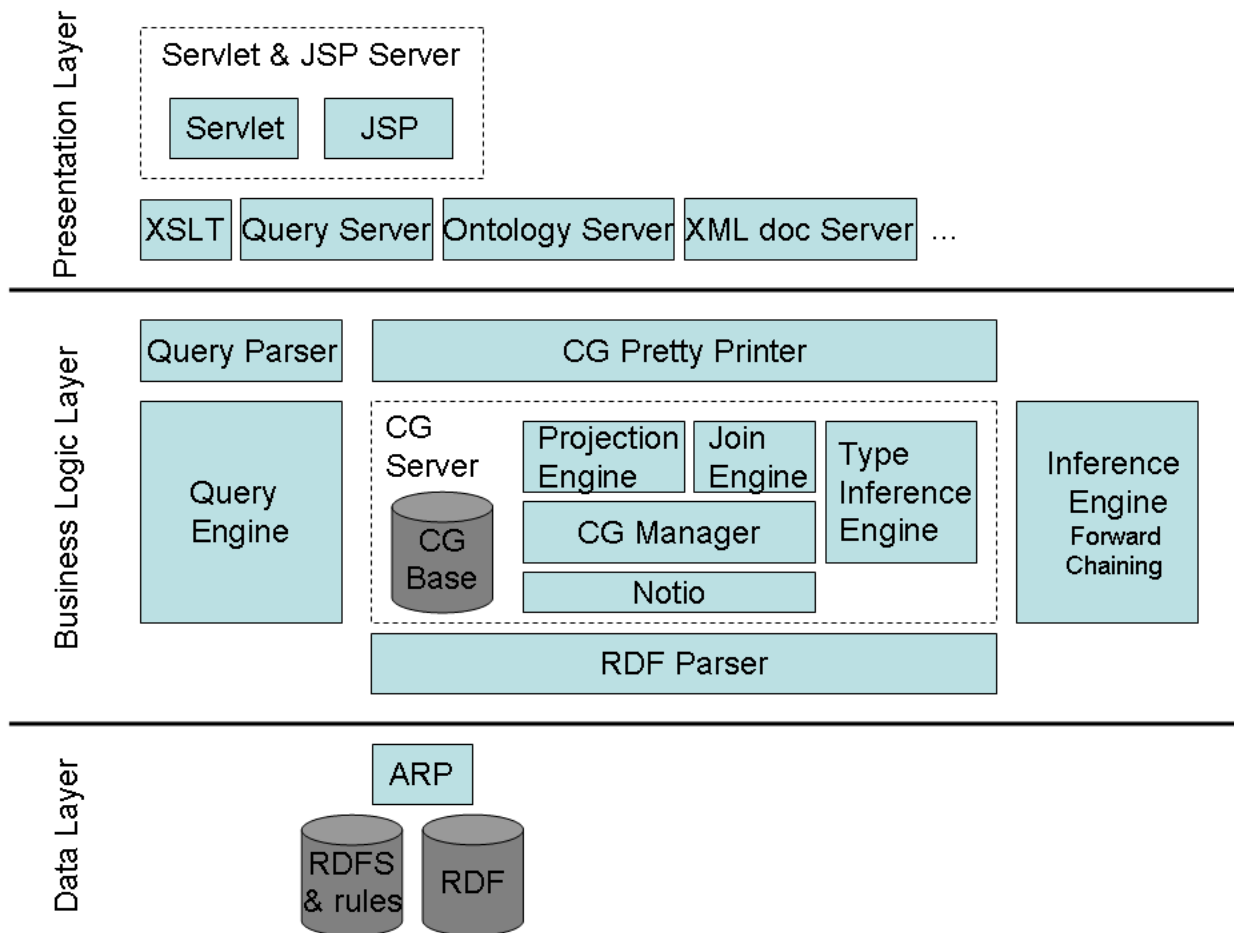 Presentation Layer
Servlet & JSP Server
Servlet
JSP
XSLT
Query Server
Ontology Server
XML doc Server
...
Business Logic Layer
Query Parser
CG Pretty Printer
Query
Engine
CG
Server
CG
Base
Projection
Engine
Join
Engine
Type
Inference
Engine
CG Manager
Notio
Inference
Engine
Forward
Chaining
RDF Parser
Data Layer
ARP
RDFS
& rules
RDF